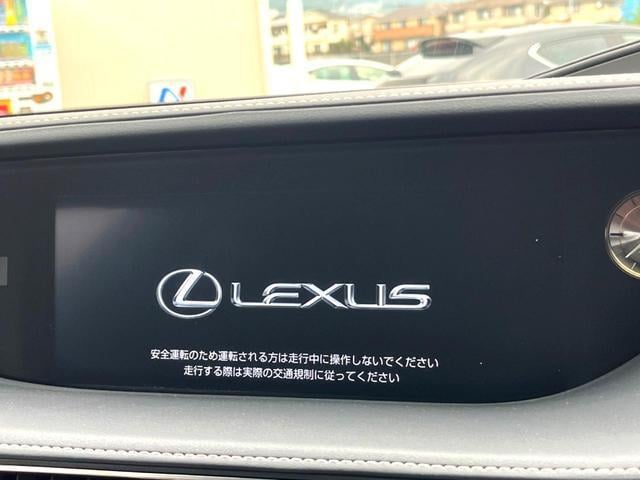 LEXUS
安全運転のため運転される方は走行中に操作しないでください
走行する際は実際の交通規制に従ってください